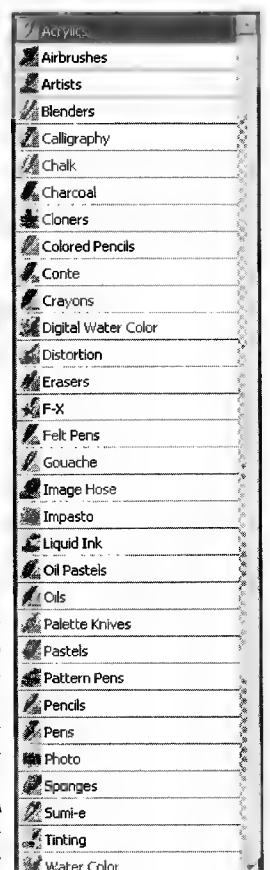 Acrylics
Airbrushes
Artists
Blenders
Calligraphy
Chalk
Charcoal
Cloners
Colored Pencils
Conte
Crayons
Digital Water Color
Distortion
Erasers
F-X
Felt Pens
Gouache
Image Hose
Impasto
Liquid Ink
Oil Pastels
Oils
Palette Knives
Pastels
Pattern Pens
Pencils
Pens
Photo
Sponges
Sumi-e
Tinting
Water Color